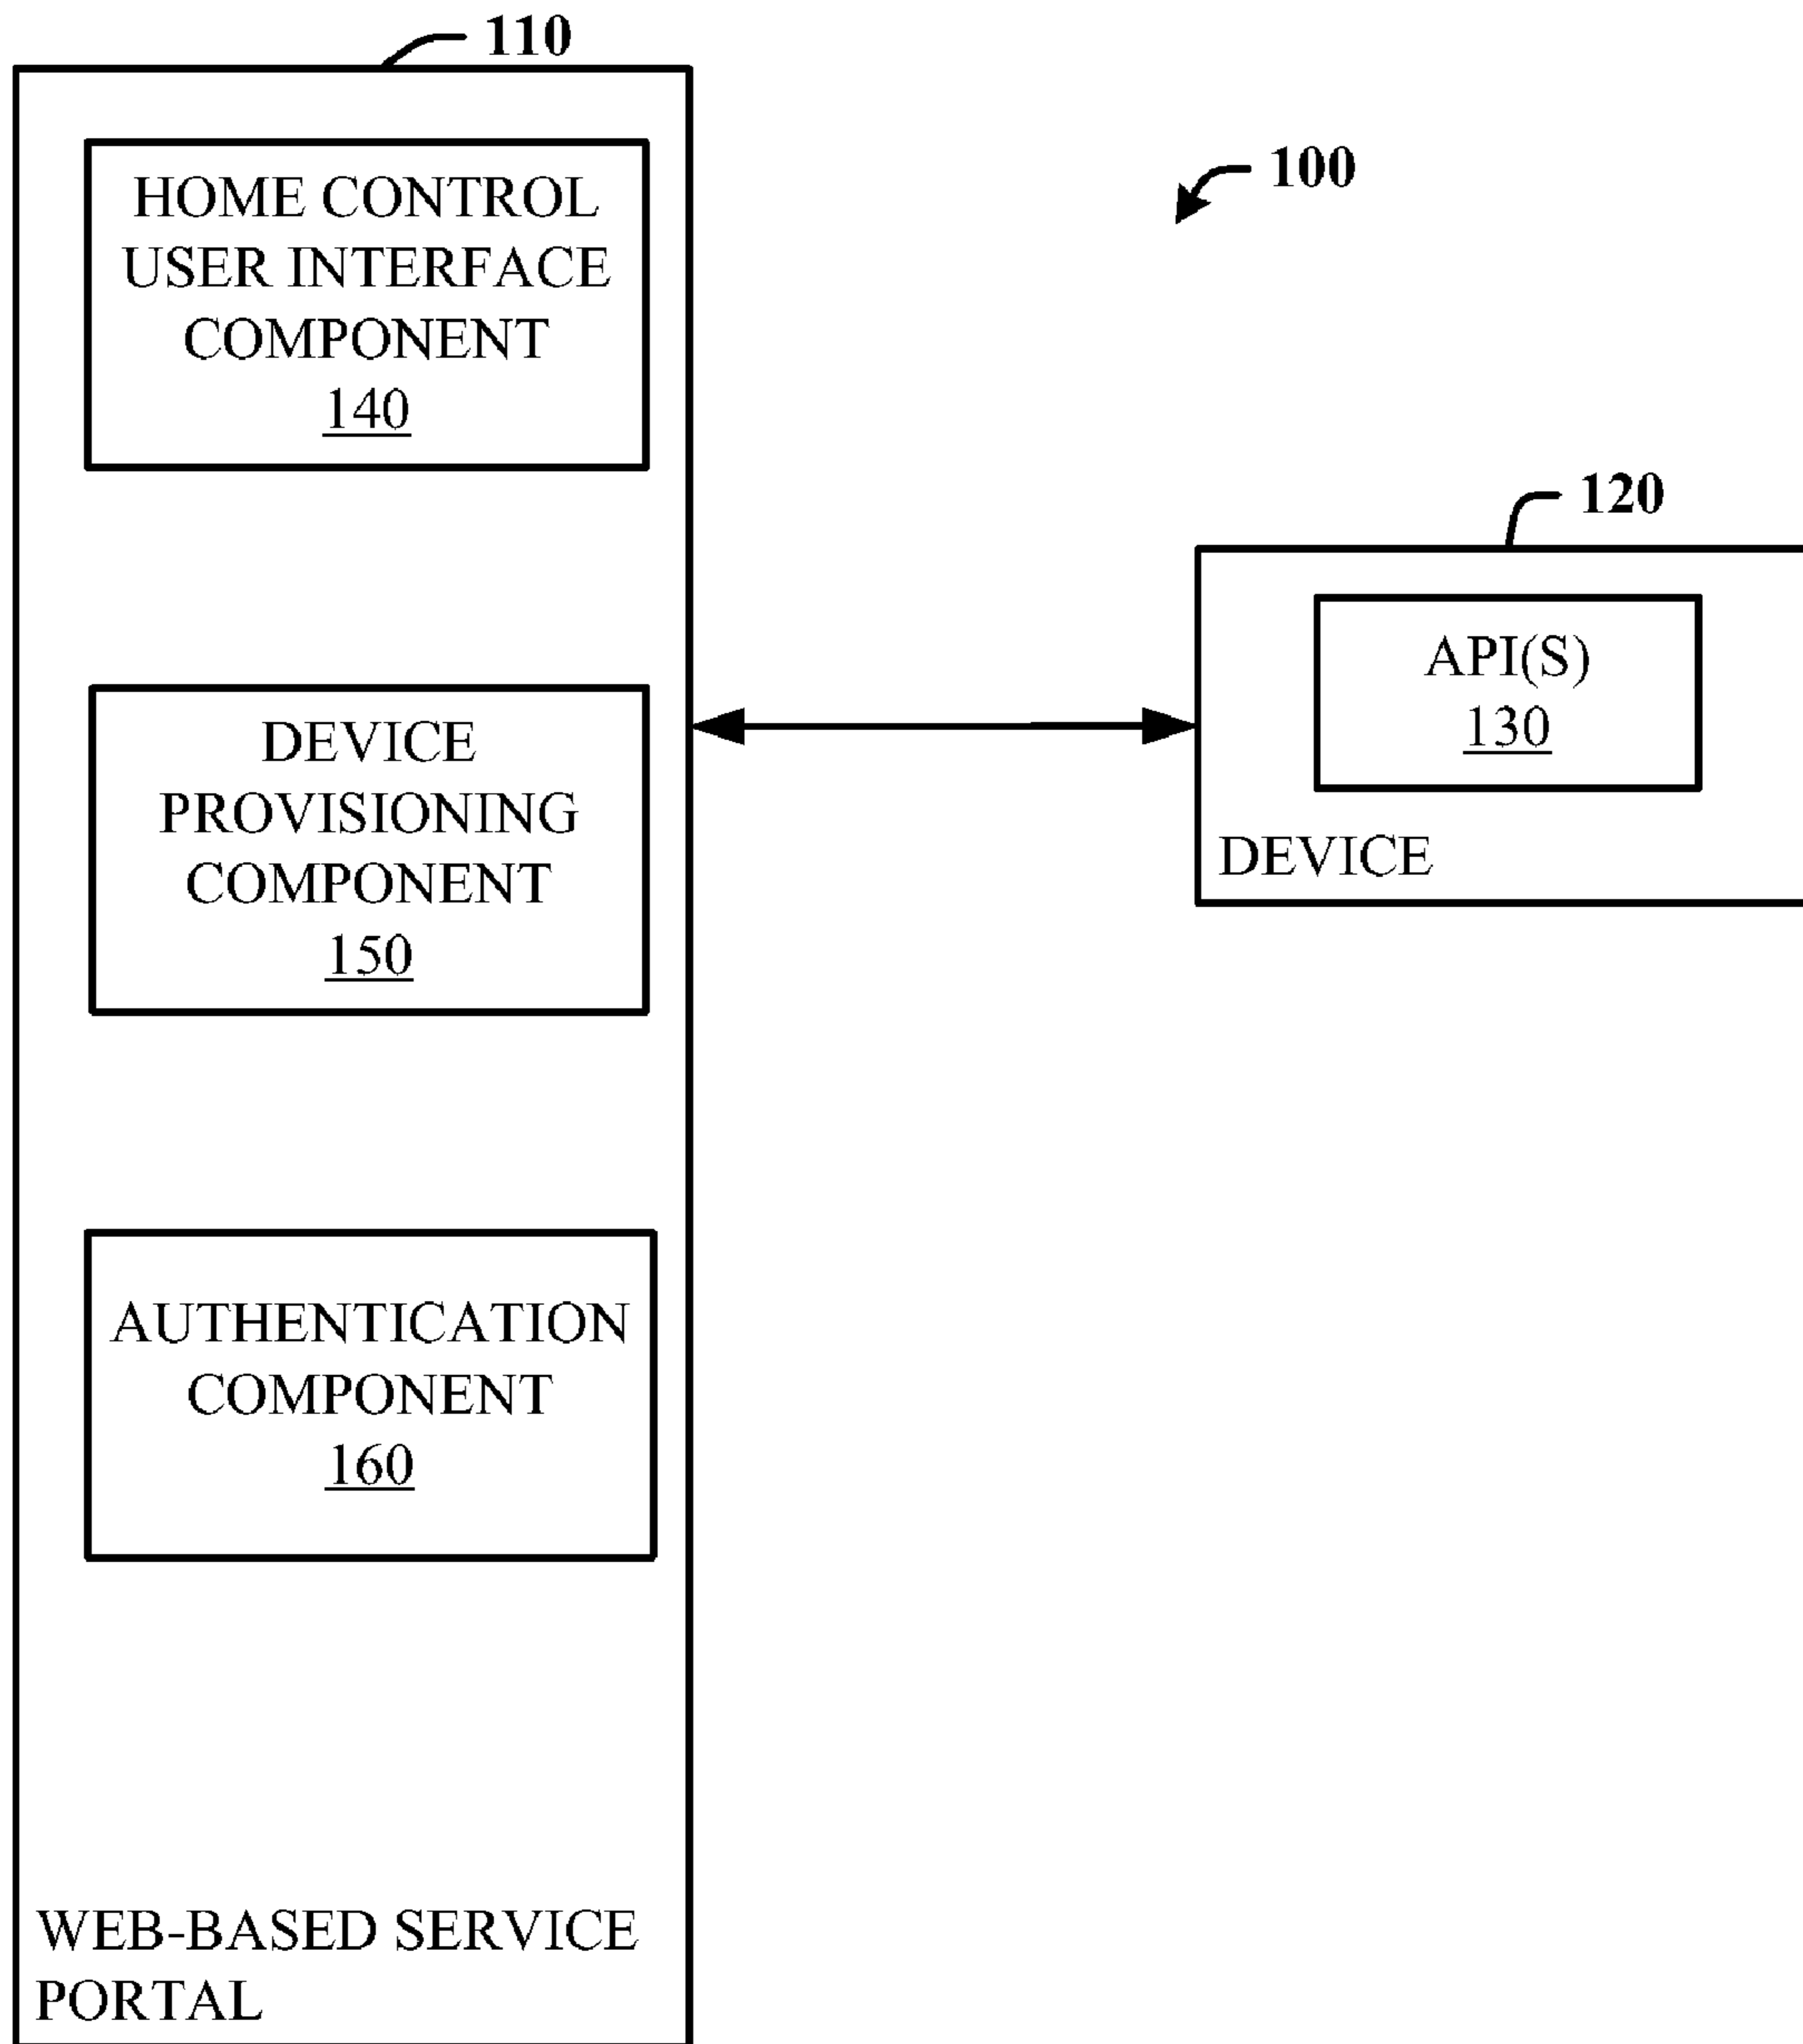 110
HOME CONTROL
USER INTERFACE
COMPONENT
140
100
120
API(S)
130
DEVICE
DEVICE
PROVISIONING
COMPONENT
150
AUTHENTICATION
COMPONENT
160
WEB-BASED SERVICE
PORTAL